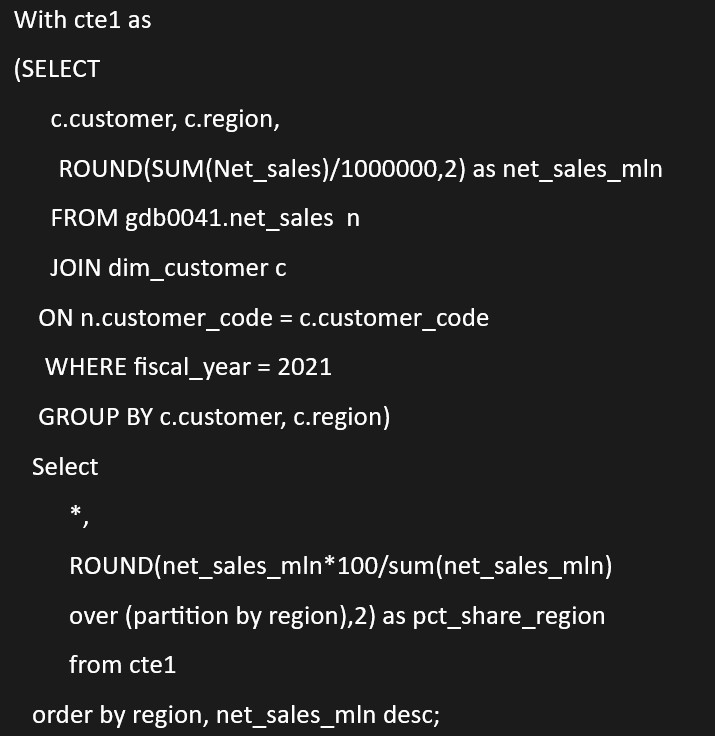 With cte1 as
(SELECT
c.customer, c.region,
ROUND(SUM(Net_sales)/1000000,2) as net_sales_mln
FROM gdb0041.net_sales n
JOIN dim_customer c
ON n.customer_code = c.customer_code
WHERE fiscal_year = 2021
GROUP BY c.customer, c.region)
Select
*,
ROUND(net_sales_mln*100/sum(net_sales_mln)
over (partition by region),2) as pct_share_region
from cte1
order by region, net_sales_mln desc;